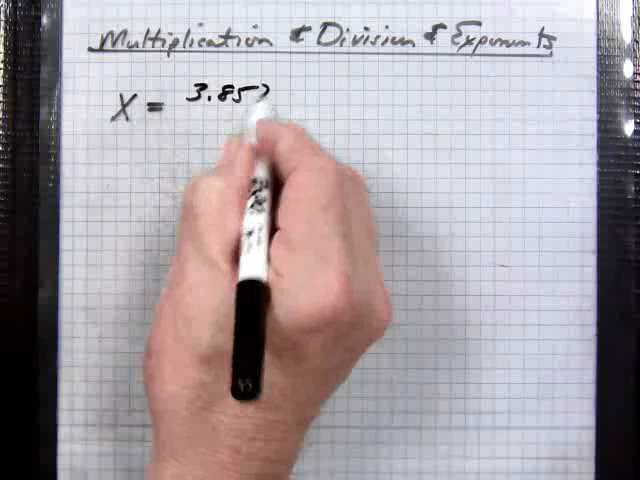 Multiplication & Division & Exponents
X = 3.85